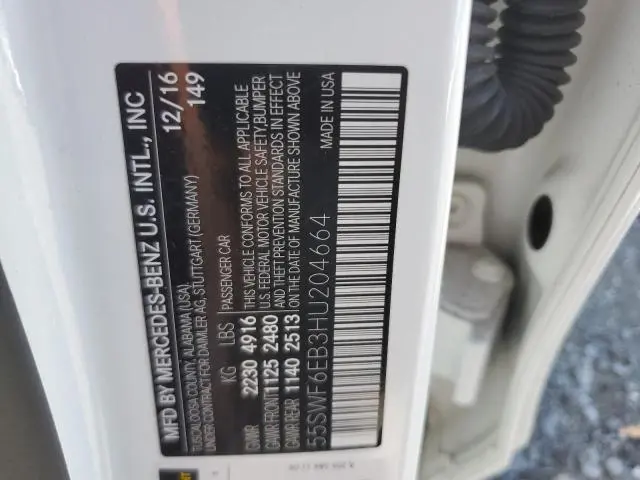 MFD BY MERCEDES-BENZ U.S. INTL., INC
TUSCALOOSA COUNTY, ALABAMA (USA)
UNDER CONTRACT FOR DAIMLER AG, STUTTGART (GERMANY)
12/16
149
KG LBS
GVWR 2230 4916
GAWR FRONT 1125 2480
GAWR REAR 1140 2513
PASSENGER CAR
THIS VEHICLE CONFORMS TO ALL APPLICABLE
U.S. FEDERAL MOTOR VEHICLE SAFETY, BUMPER
AND THEFT PREVENTION STANDARDS IN EFFECT
ON THE DATE OF MANUFACTURE SHOWN ABOVE
55SWF6EB3HU204664
MADE IN USA